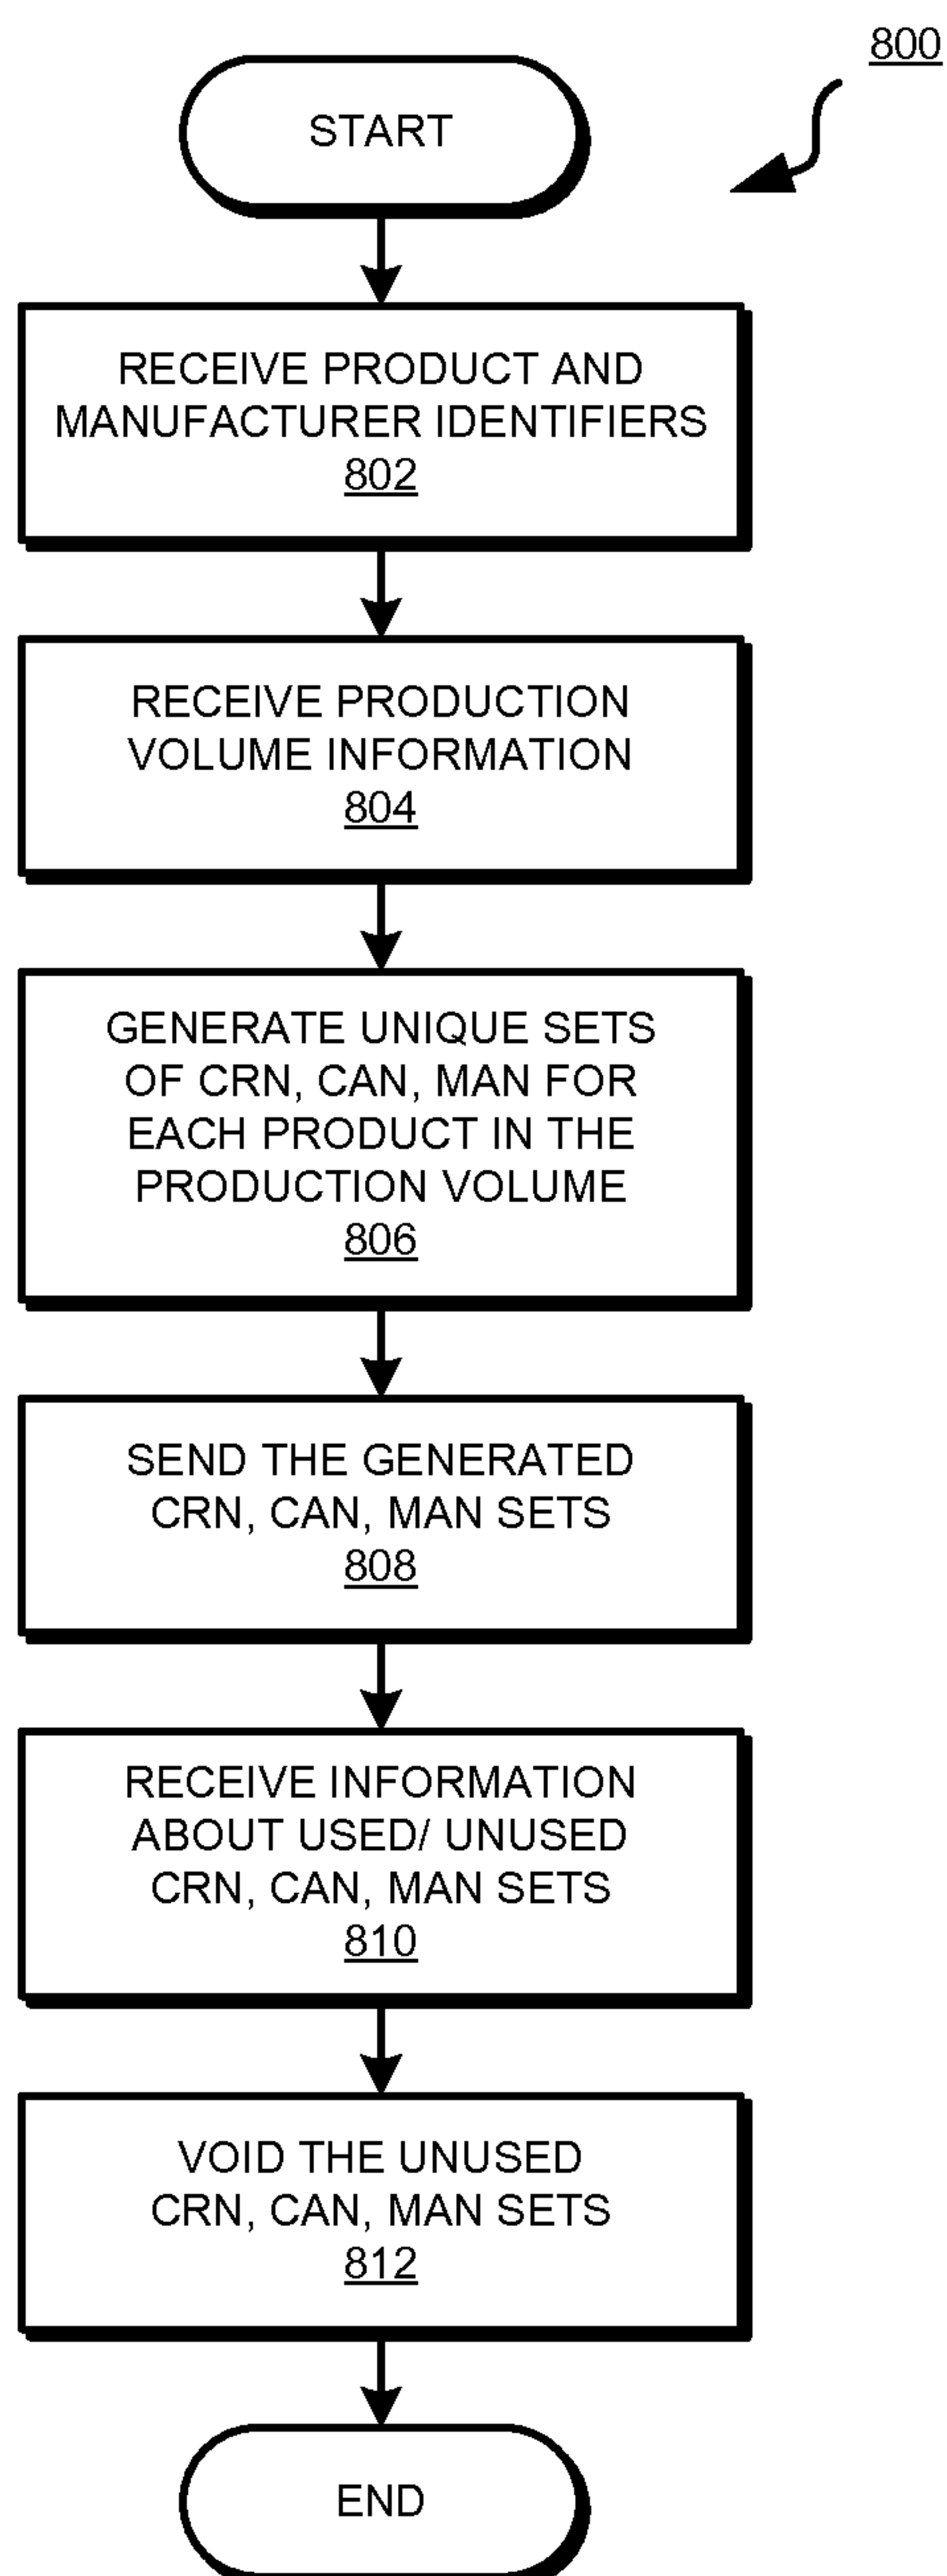 800
START
RECEIVE PRODUCT AND
MANUFACTURER IDENTIFIERS
802
RECEIVE PRODUCTION
VOLUME INFORMATION
804
GENERATE UNIQUE SETS
OF CRN, CAN, MAN FOR
EACH PRODUCT IN THE
PRODUCTION VOLUME
806
SEND THE GENERATED
CRN, CAN, MAN SETS
808
RECEIVE INFORMATION
ABOUT USED/ UNUSED
CRN, CAN, MAN SETS
810
VOID THE UNUSED
CRN, CAN, MAN SETS
812
END